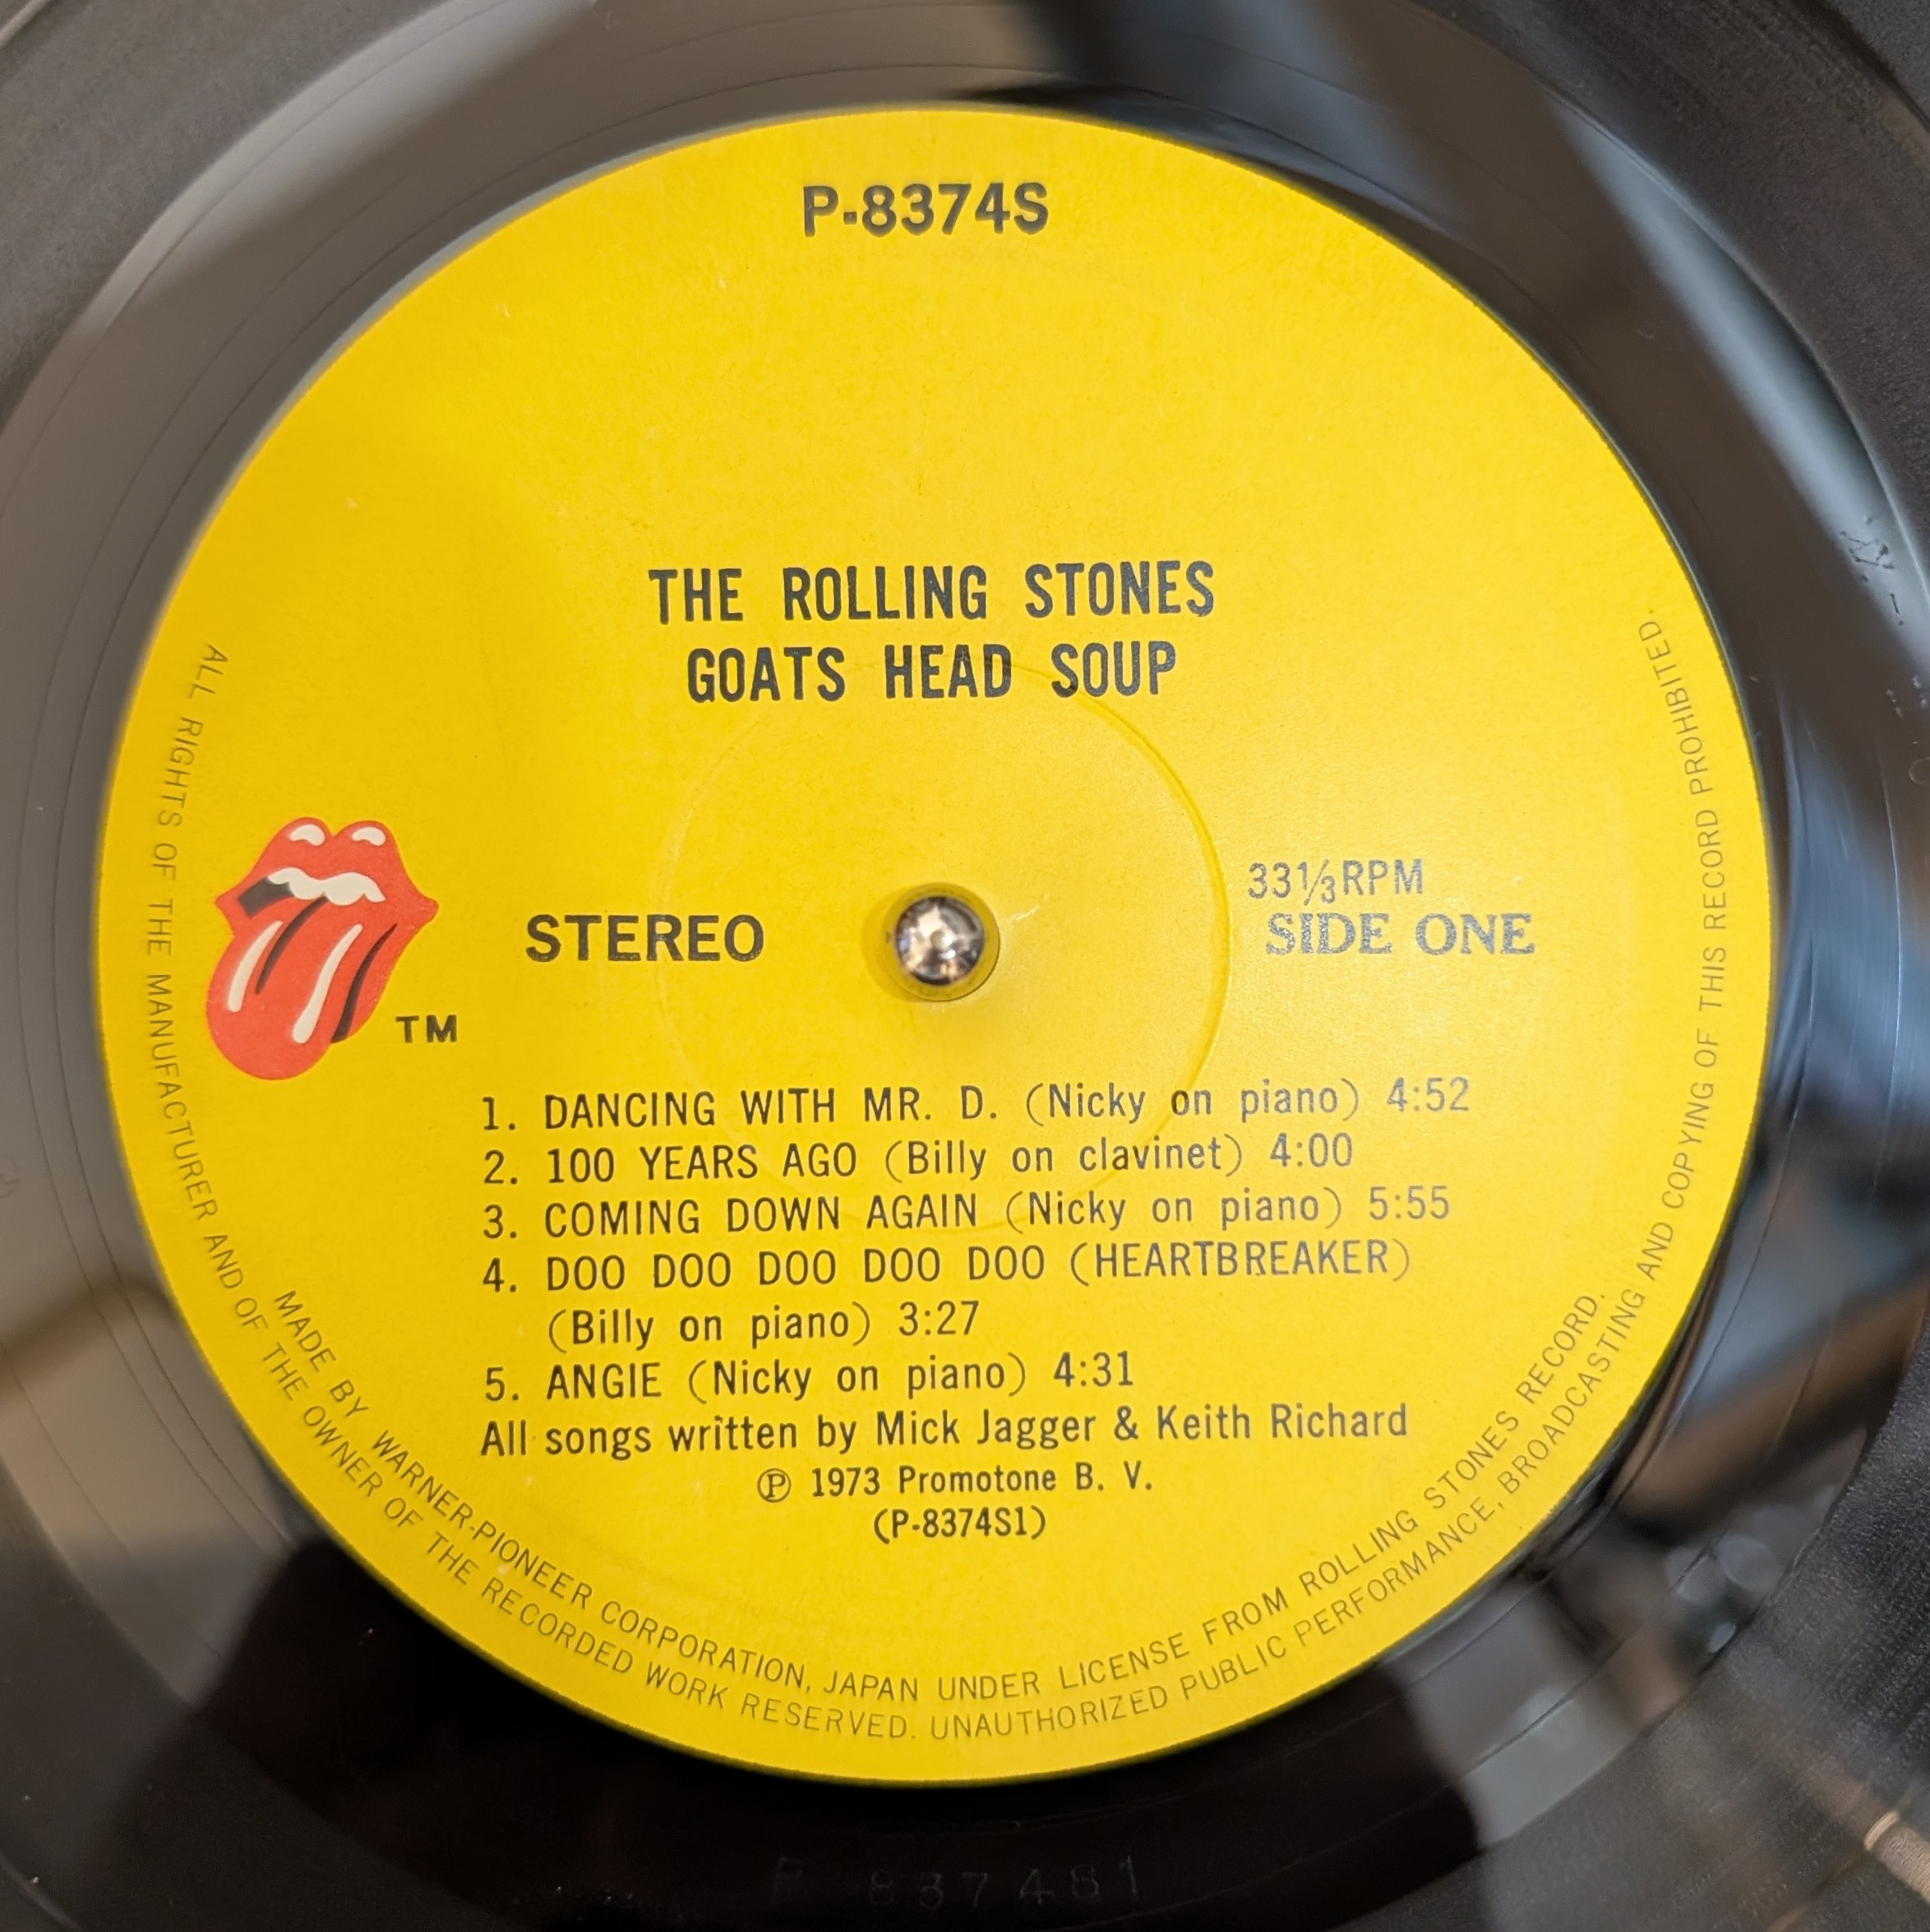 P-8374S
THE ROLLING STONES
GOATS HEAD SOUP
33⅓RPM
STEREO
SIDE ONE
TM
1. DANCING WITH MR. D. (Nicky on piano) 4:52
2. 100 YEARS AGO (Billy on clavinet) 4:00
3. COMING DOWN AGAIN (Nicky on piano) 5:55
4. DOO DOO DOO DOO DOO (HEARTBREAKER)
(Billy on piano) 3:27
5. ANGIE (Nicky on piano) 4:31
All songs written by Mick Jagger & Keith Richard
℗ 1973 Promotone B. V.
(P-8374S1)
MADE BY WARNER-PIONEER CORPORATION, JAPAN UNDER LICENSE FROM ROLLING STONES RECORD.
ALL RIGHTS OF THE MANUFACTURER AND OF THE OWNER OF THE RECORDED WORK RESERVED. UNAUTHORIZED PUBLIC PERFORMANCE, BROADCASTING AND COPYING OF THIS RECORD PROHIBITED.